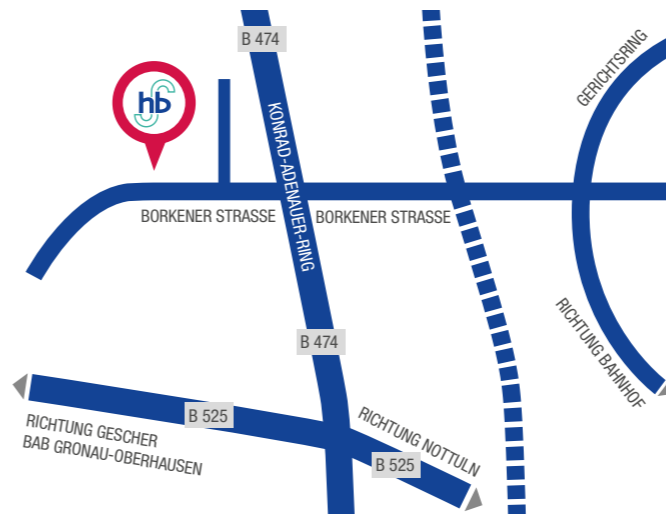 B 474
GERICHTSRING
hb
KONRAD-ADENAUER-RING
BORKENER STRASSE
BORKENER STRASSE
B 474
RICHTUNG BAHNHOF
B 525
RICHTUNG GESCHER
BAB GRONAU-OBERHAUSEN
RICHTUNG NOTTULN
B 525